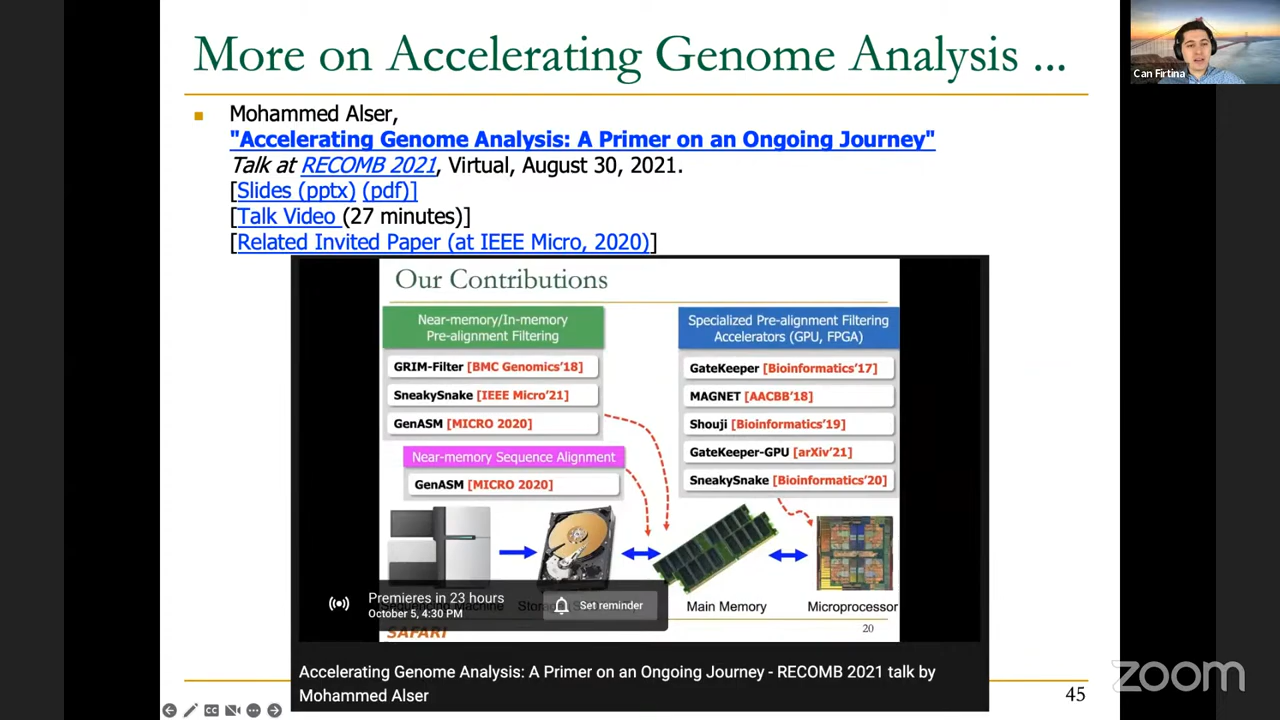 More on Accelerating Genome Analysis ...
Can Firtina
Mohammed Alser,
"Accelerating Genome Analysis: A Primer on an Ongoing Journey"
Talk at RECOMB 2021, Virtual, August 30, 2021.
[Slides (pptx) (pdf)]
[Talk Video (27 minutes)]
[Related Invited Paper (at IEEE Micro, 2020)]
Our Contributions
Near-memory/In-memory
Pre-alignment Filtering
GRIM-Filter [BMC Genomics'18]
SneakySnake [IEEE Micro'21]
GenASM [MICRO 2020]
Near-memory Sequence Alignment
GenASM [MICRO 2020]
Specialized Pre-alignment Filtering
Accelerators (GPU, FPGA)
GateKeeper [Bioinformatics'17]
MAGNET [AACBB'18]
Shouji [Bioinformatics'19]
GateKeeper-GPU [arXiv'21]
SneakySnake [Bioinformatics'20]
Main Memory
Microprocessor
Premieres in 23 hours
October 5, 4:30 PM
Set reminder
SAFARI
20
Accelerating Genome Analysis: A Primer on an Ongoing Journey - RECOMB 2021 talk by
Mohammed Alser
45
CC
zoom